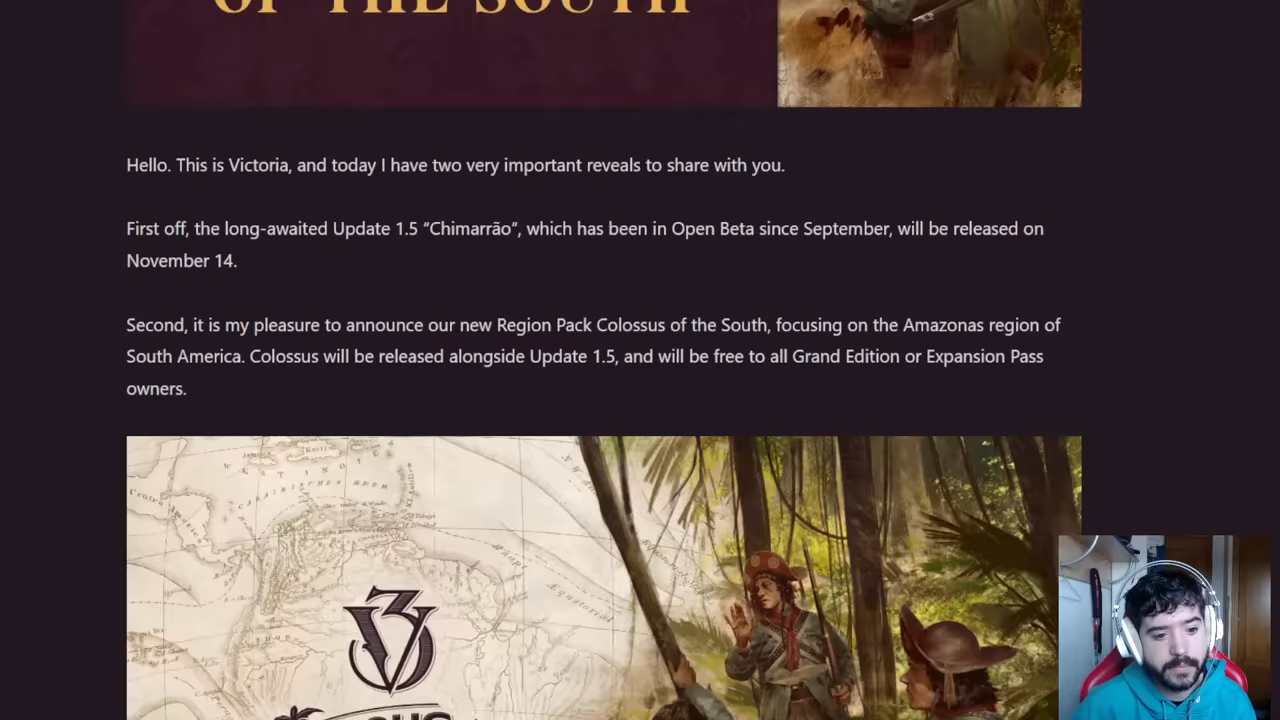 OF THE SOUTH
Hello. This is Victoria, and today I have two very important reveals to share with you.
First off, the long-awaited Update 1.5 “Chimarrão”, which has been in Open Beta since September, will be released on
November 14.
Second, it is my pleasure to announce our new Region Pack Colossus of the South, focusing on the Amazonas region of
South America. Colossus will be released alongside Update 1.5, and will be free to all Grand Edition or Expansion Pass
owners.
V3